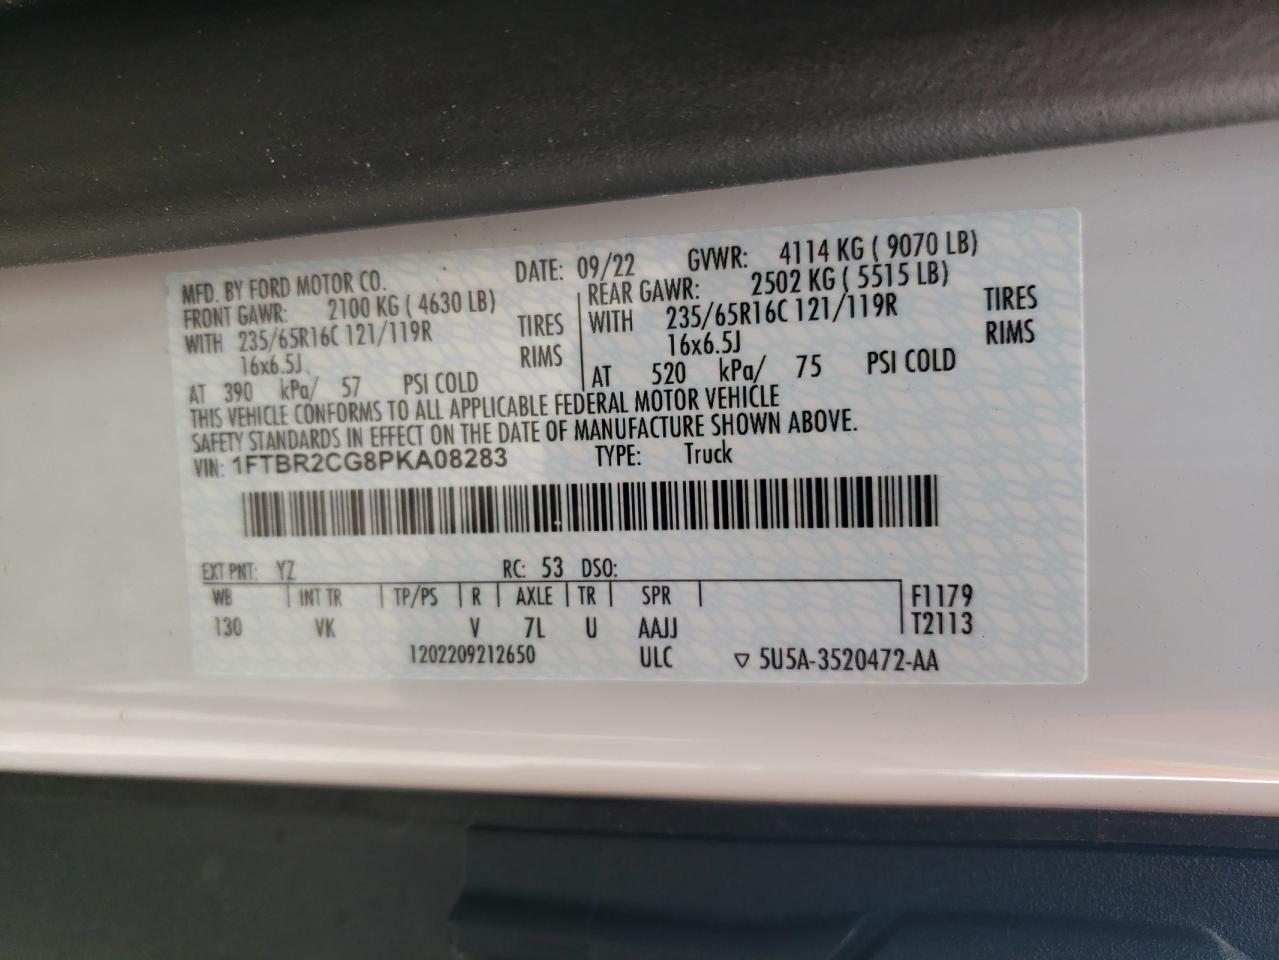 MFD. BY FORD MOTOR CO. DATE: 09/22 GVWR: 4114 KG ( 9070 LB)
FRONT GAWR: 2100 KG ( 4630 LB) REAR GAWR: 2502 KG ( 5515 LB)
WITH 235/65R16C 121/119R TIRES WITH 235/65R16C 121/119R TIRES
16x6.5J RIMS 16x6.5J RIMS
AT 390 kPa/ 57 PSI COLD AT 520 kPa/ 75 PSI COLD
THIS VEHICLE CONFORMS TO ALL APPLICABLE FEDERAL MOTOR VEHICLE
SAFETY STANDARDS IN EFFECT ON THE DATE OF MANUFACTURE SHOWN ABOVE.
VIN: 1FTBR2CG8PKA08283 TYPE: Truck
EXT PNT: YZ RC: 53 DSO:
WB INT TR TP/PS R AXLE TR SPR F1179
130 VK V 7L U AAJJ T2113
1202209212650 ULC ▽ 5U5A-3520472-AA